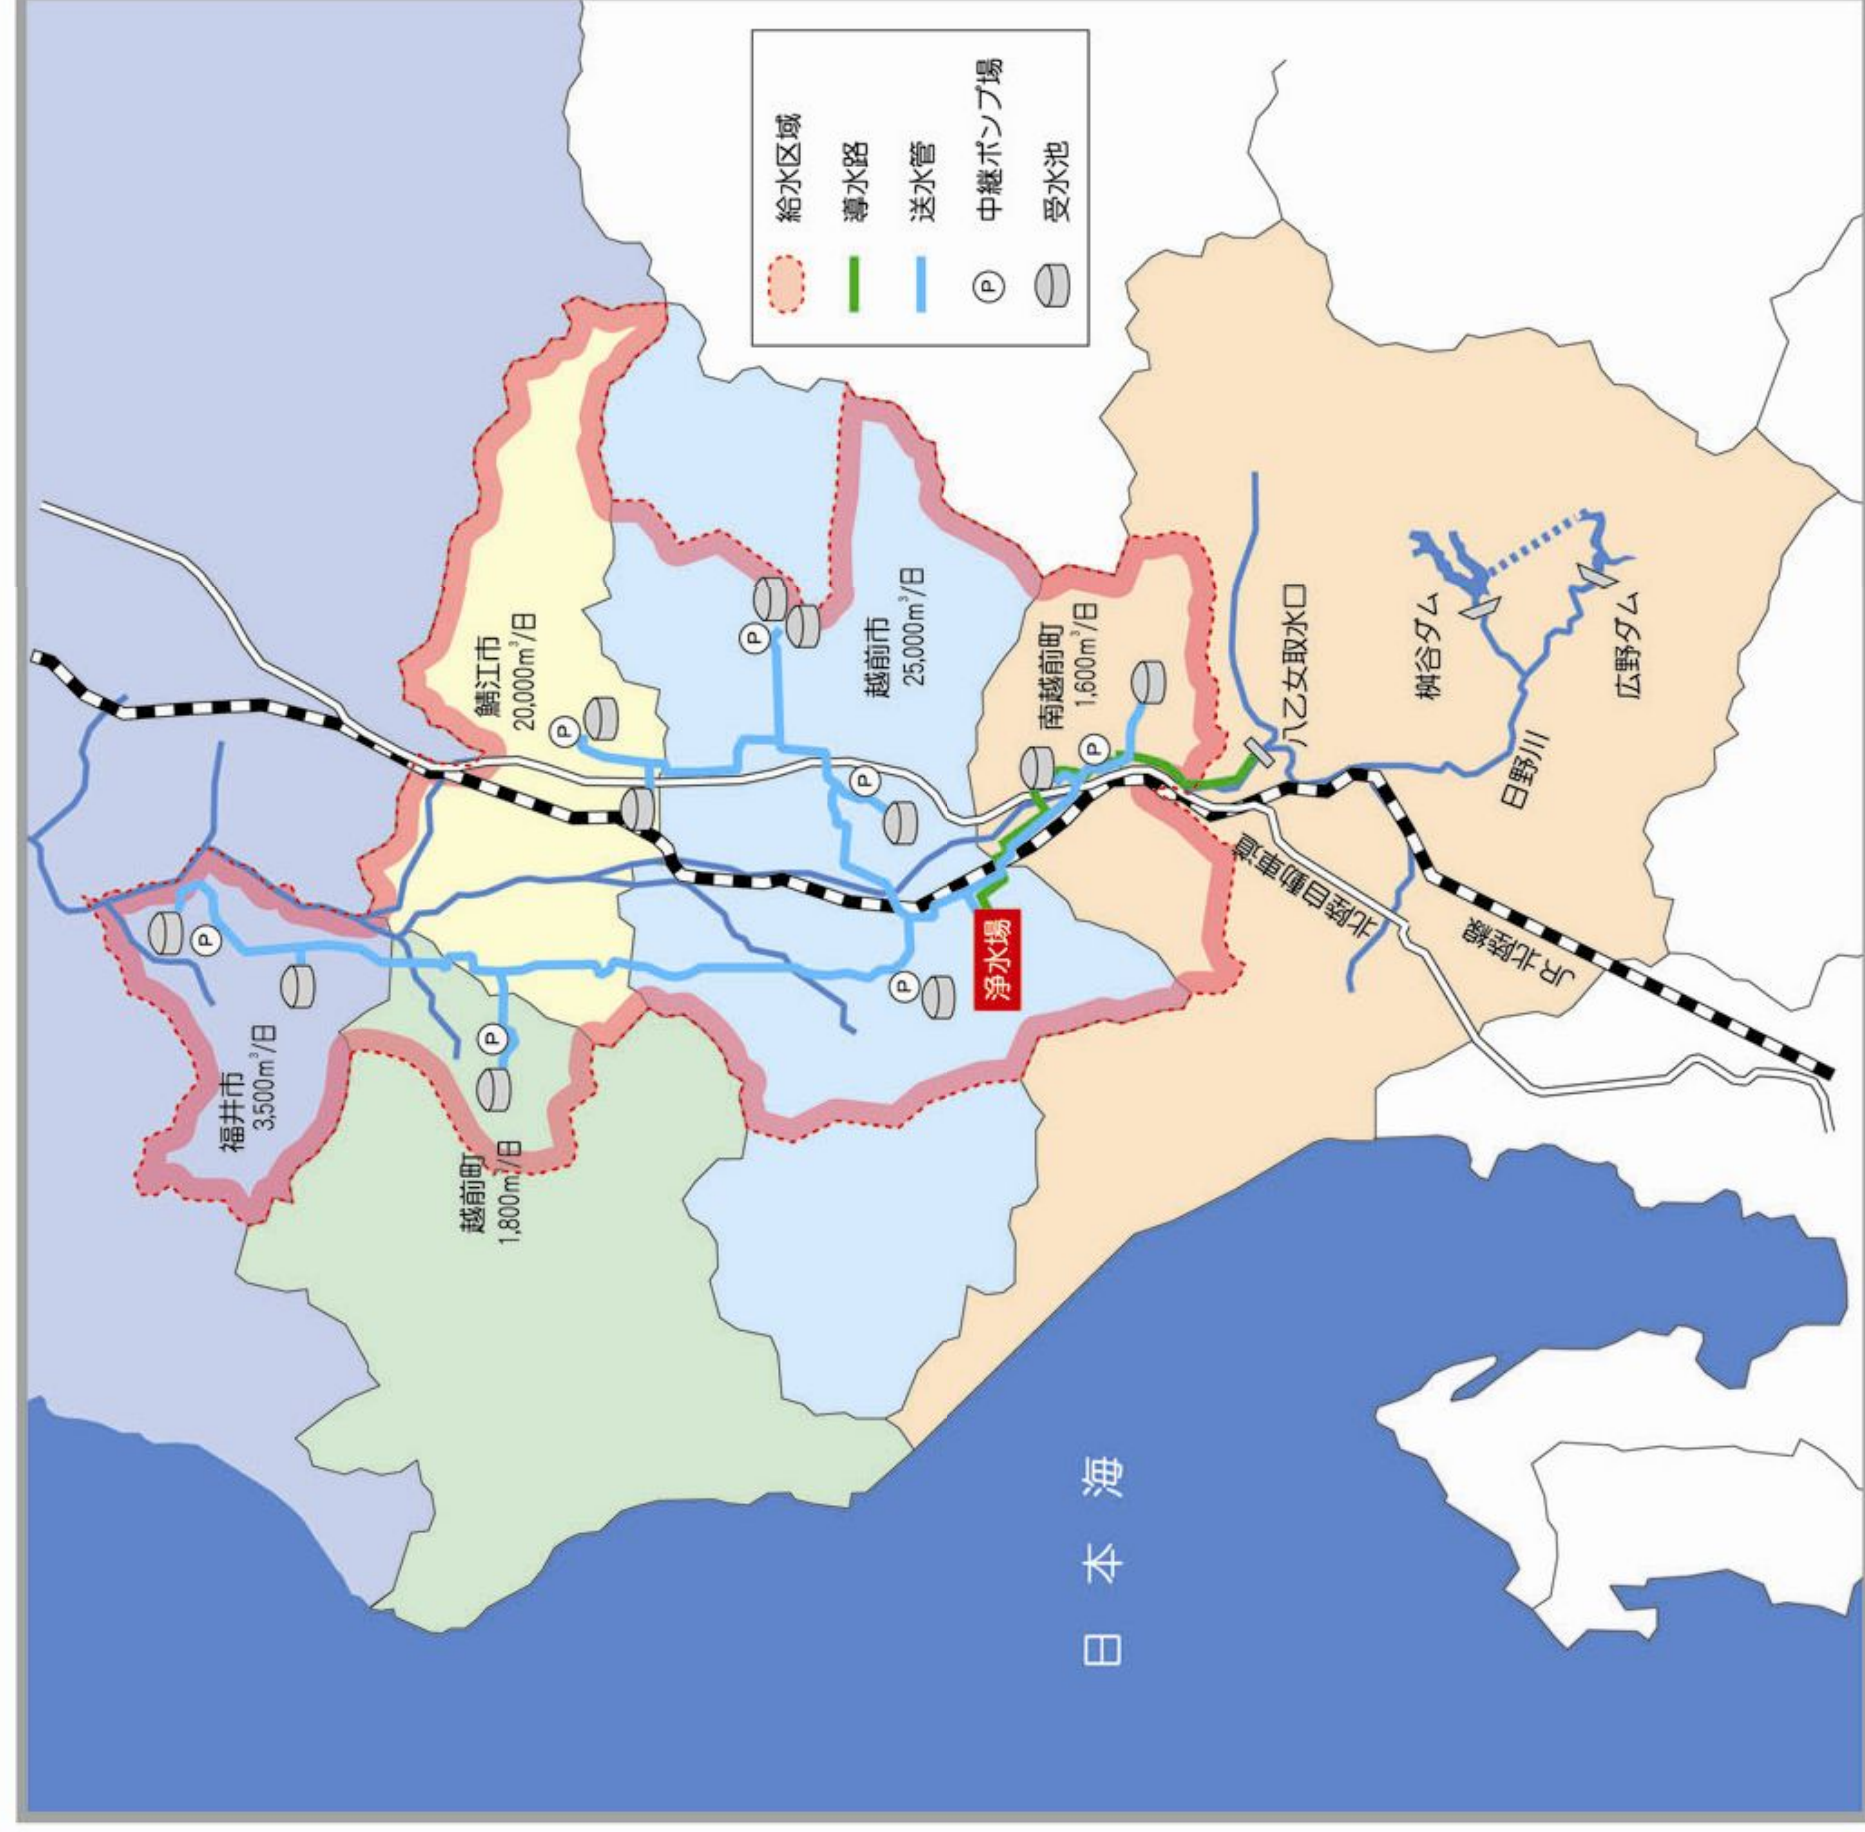 福井市
3,500m³/日
鯖江市
20,000m³/日
越前町
1,800m³/日
越前市
25,000m³/日
南越前町
1,600m³/日
浄水場
八乙女取水口
桝谷ダム
広野ダム
日野川
北陸自動車道
JR北陸線
日本海
給水区域
導水路
送水管
P 中継ポンプ場
受水池
P
P
P
P
P
P
P